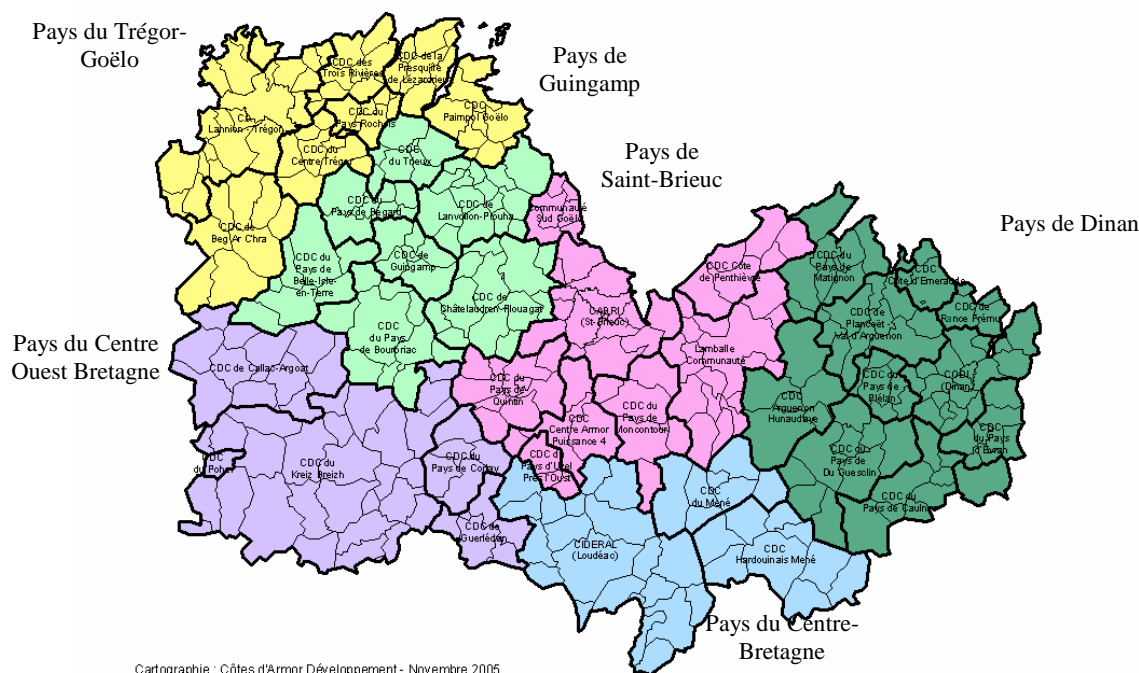 Pays du Trégor-
Goëlo
Pays de
Guingamp
Pays de
Saint-Brieuc
Pays de Dinan
Pays du Centre
Ouest Bretagne
Pays du Centre-
Bretagne
CDC des
Trois Rivières
CDC de la
Presqu'île
de Lézardrieux
CDC
Paimpol Goëlo
Lannion - Trégor
CDC du
Pays Rochois
CDC du
Centre Trégor
CDC de
Beg Ar C'hra
CDC
du Trieux
CDC du
Pays de Bégard
CDC de
Lanvollon-Plouha
CDC de
Guingamp
CDC du
Pays de
Belle-Isle-
en-Terre
CDC de
Châtelaudren-Plouagat
CDC
du Pays
de Bourbriac
Communauté
Sud Goëlo
CDC Côte
de Penthièvre
CABRI
(St-Brieuc)
Lamballe
Communauté
CDC du
Pays de
Quintin
CDC
Centre Armor
Puissance 4
CDC du
Pays de
Moncontour
CDC d
Pays d'Uzel
Près l'Oust
CDC du
Pays de
Matignon
CDC
Côte d'Emeraude
CDC de
Rance Frémur
CDC de
Plancoët
Val d'Arguenon
CDC du
Pays de
Plélan
CODI
(Dinan)
CDC
Arguenon
Hunaudaye
CDC
du Pays
d'Evran
CDC du
Pays de
Du Guesclin
CDC du
Pays de Caulnes
CDC de Callac-Argoat
CDC
du Poh
CDC du
Kreiz Breizh
CDC du
Pays de Corlay
CDC de
Guerlédan
CIDERAL
(Loudéac)
CDC
du Mené
CDC
Hardouinais Mené
Cartographie : Côtes d'Armor Développement - Novembre 2005